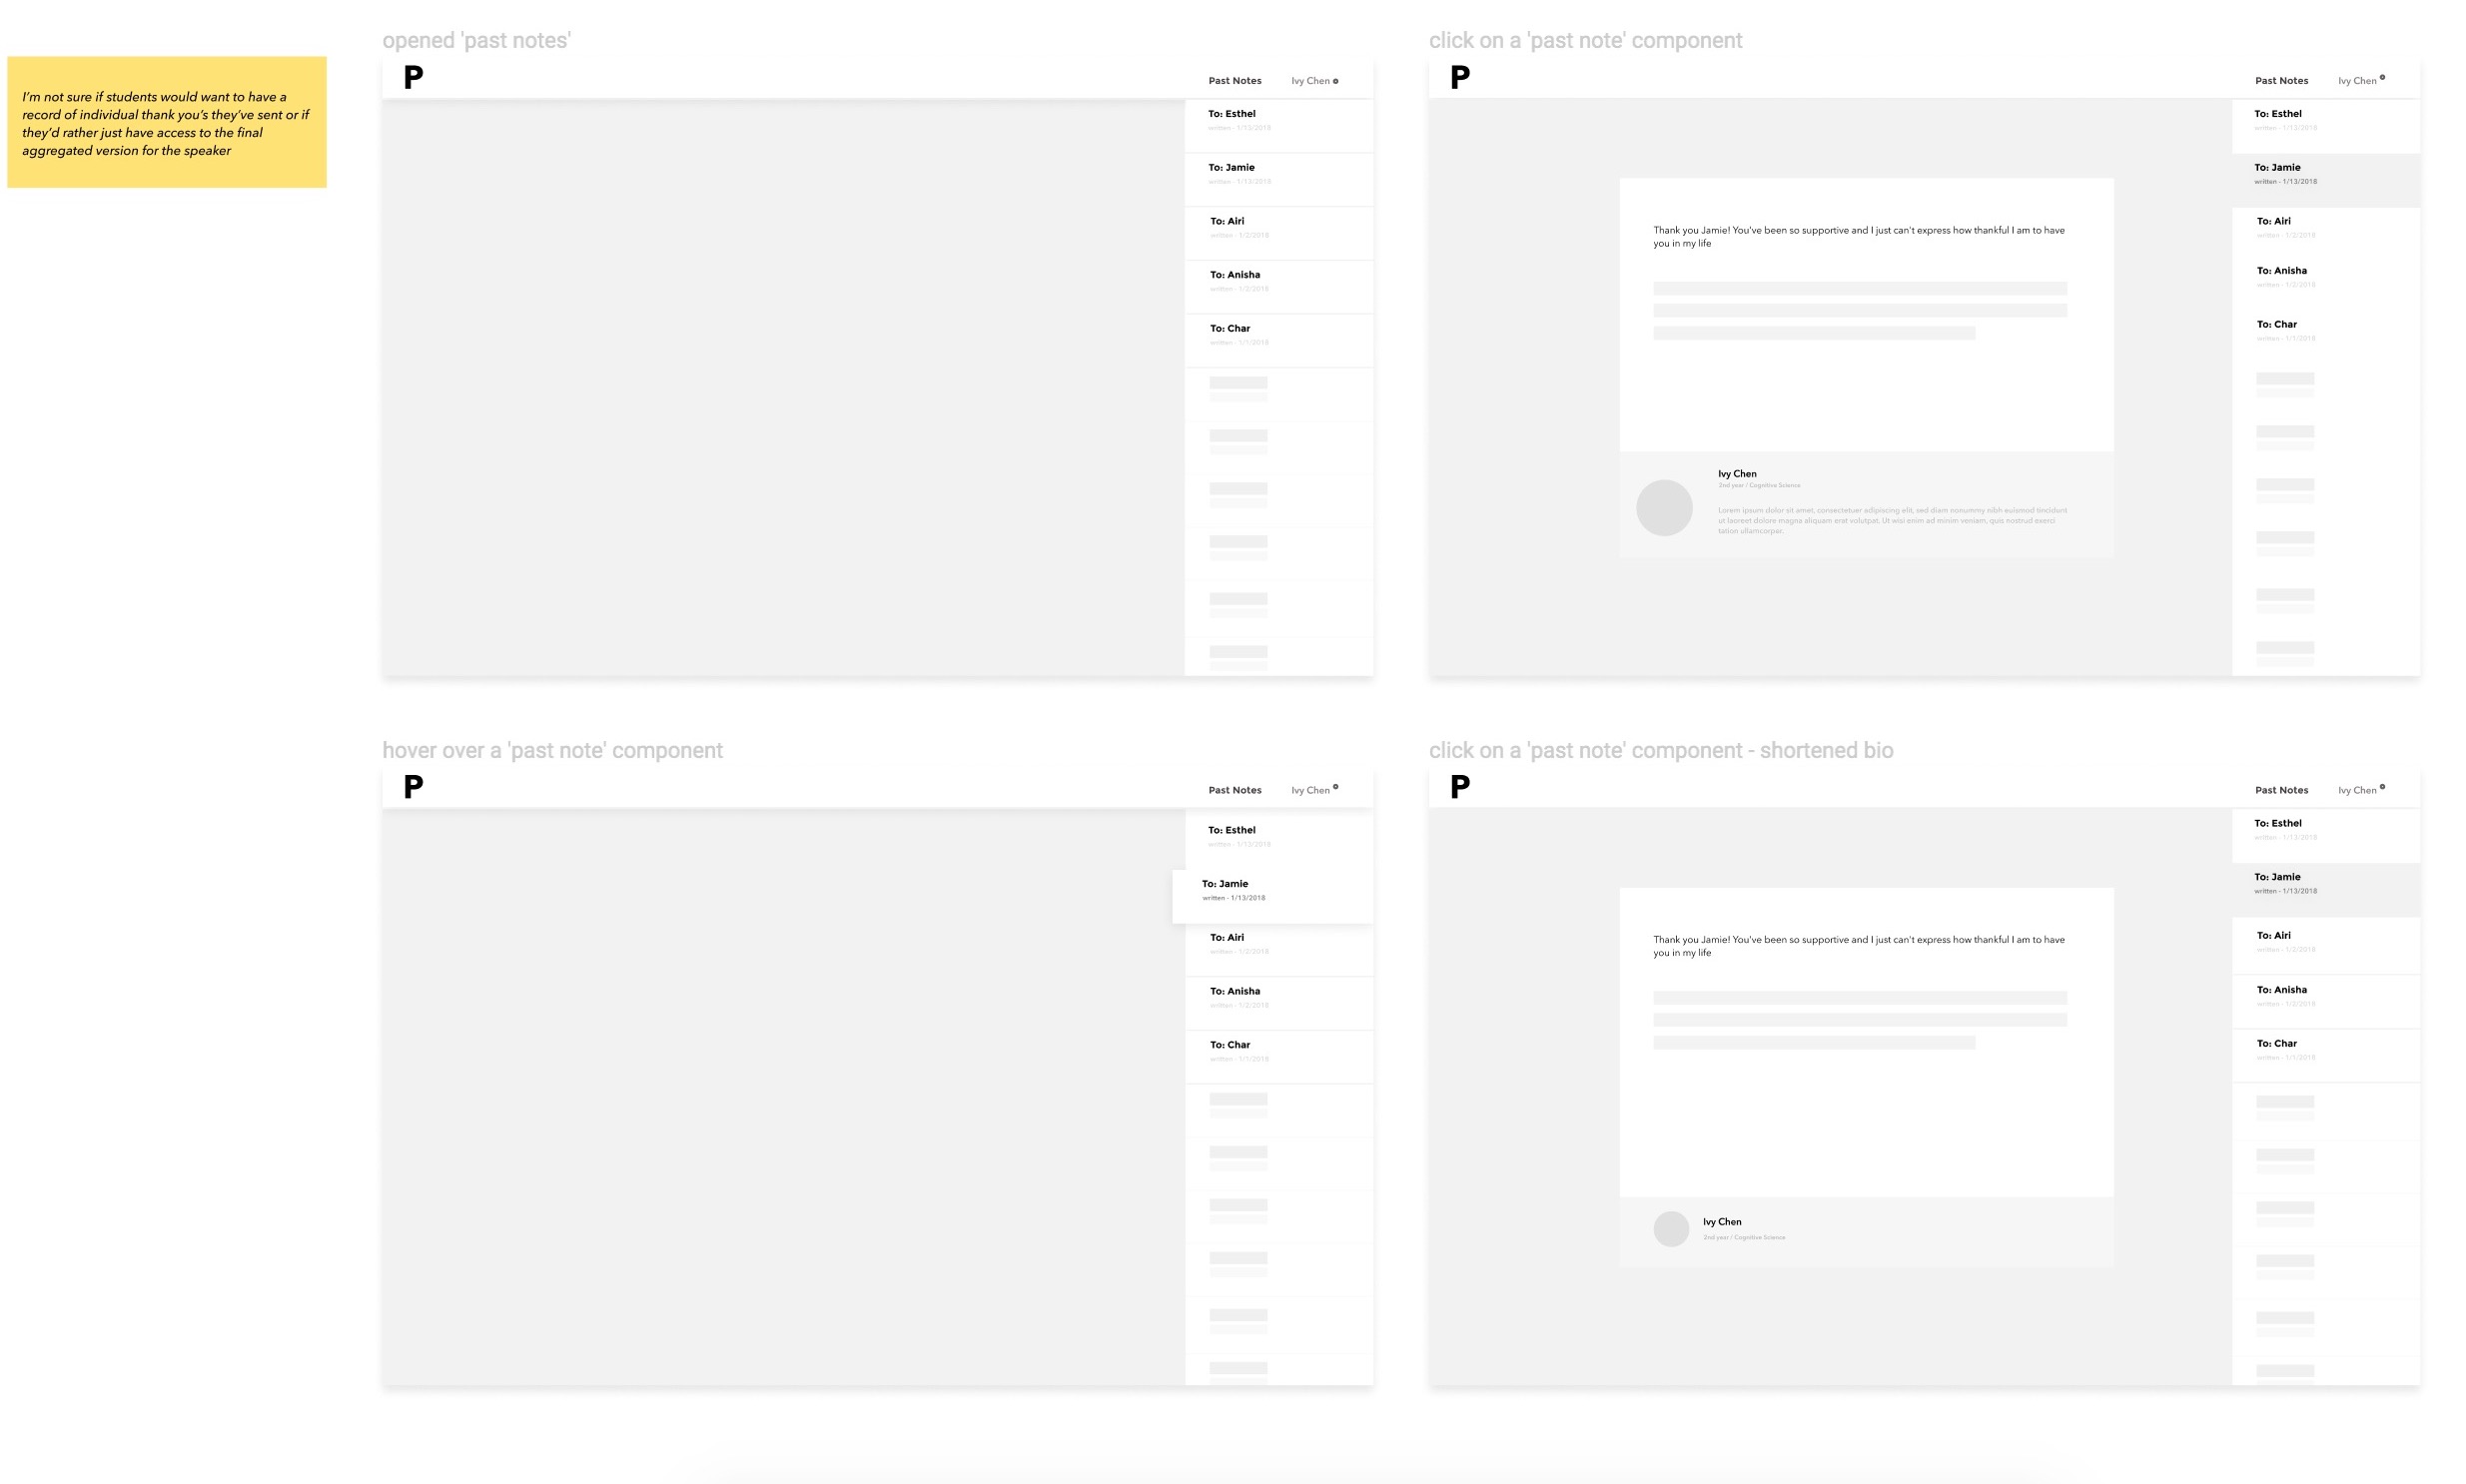 I'm not sure if students would want to have a
record of individual thank you's they've sent or if
they'd rather just have access to the final
aggregated version for the speaker
opened 'past notes'
P
Past Notes
Ivy Chen
To: Esthel
written - 1/13/2018
To: Jamie
written - 1/13/2018
To: Airi
written - 1/2/2018
To: Anisha
written - 1/2/2018
To: Char
written - 1/1/2018
click on a 'past note' component
P
Past Notes
Ivy Chen
To: Esthel
written - 1/13/2018
To: Jamie
written - 1/13/2018
To: Airi
written - 1/2/2018
To: Anisha
written - 1/2/2018
To: Char
written - 1/1/2018
Thank you Jamie! You've been so supportive and I just can't express how thankful I am to have
you in my life
Ivy Chen
2nd year / Cognitive Science
Lorem ipsum dolor sit amet, consectetuer adipiscing elit, sed diam nonummy nibh euismod tincidunt
ut laoreet dolore magna aliquam erat volutpat. Ut wisi enim ad minim veniam, quis nostrud exerci
tation ullamcorper.
hover over a 'past note' component
P
Past Notes
Ivy Chen
To: Esthel
written - 1/13/2018
To: Jamie
written - 1/13/2018
To: Airi
written - 1/2/2018
To: Anisha
written - 1/2/2018
To: Char
written - 1/1/2018
click on a 'past note' component - shortened bio
P
Past Notes
Ivy Chen
To: Esthel
written - 1/13/2018
To: Jamie
written - 1/13/2018
To: Airi
written - 1/2/2018
To: Anisha
written - 1/2/2018
To: Char
written - 1/1/2018
Thank you Jamie! You've been so supportive and I just can't express how thankful I am to have
you in my life
Ivy Chen
2nd year / Cognitive Science